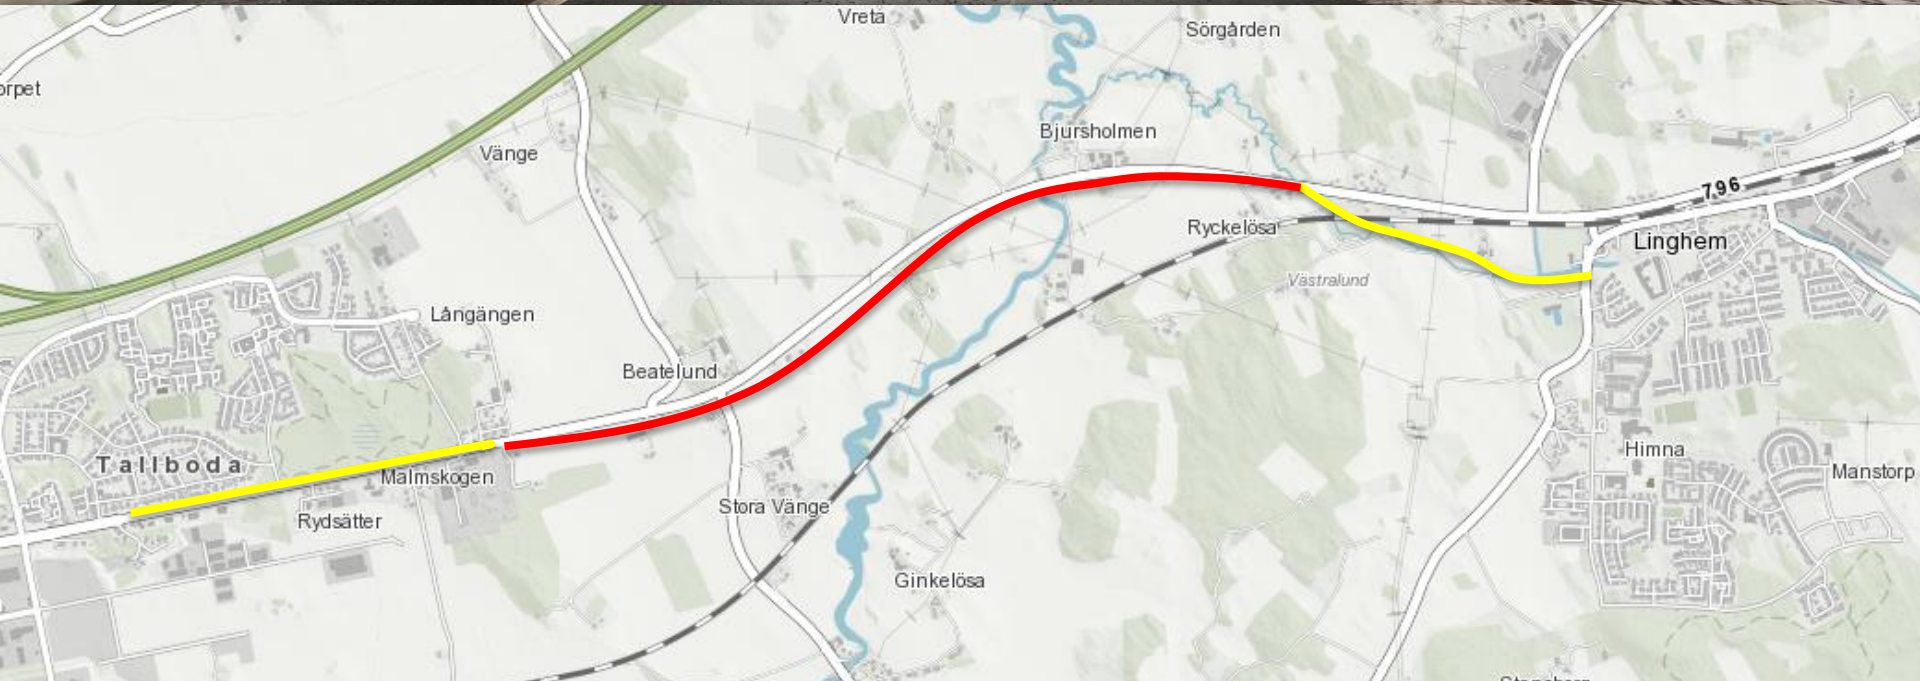 Vreta
Sörgården
orpet
Bjursholmen
Vänge
796
Ryckelösa
Linghem
Västralund
Långängen
Beatelund
Himna
Tallboda
Manstorp
Malmskogen
Stora Vänge
Rydsätter
Ginkelösa